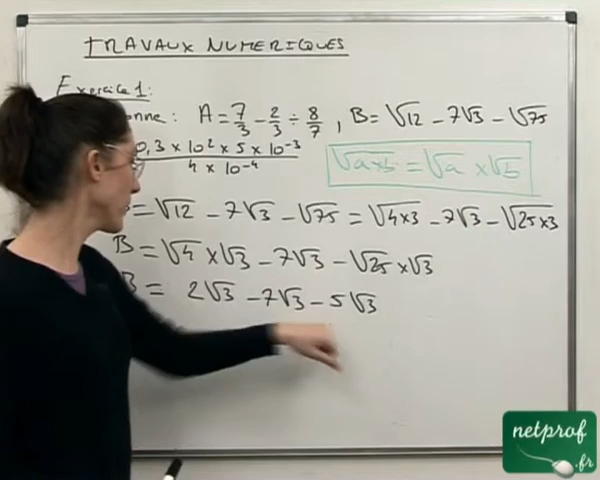 TRAVAUX NUMERIQUES
Exercice 1:
onne : A = 7/3 - 2/3 ÷ 8/7 , B = √12 - 7√3 - √75
0,3 × 10² × 5 × 10⁻³ / 4 × 10⁻⁴
√a×b = √a × √b
B = √12 - 7√3 - √75 = √4×3 - 7√3 - √25×3
B = √4 × √3 - 7√3 - √25 × √3
B = 2√3 - 7√3 - 5√3
netprof
.fr